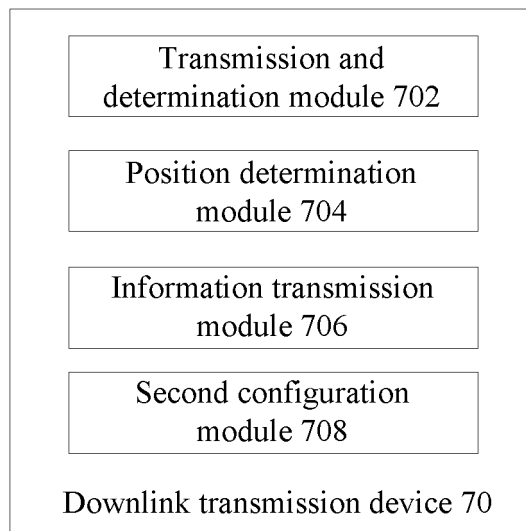 Transmission and
determination module 702
Position determination
module 704
Information transmission
module 706
Second configuration
module 708
Downlink transmission device 70